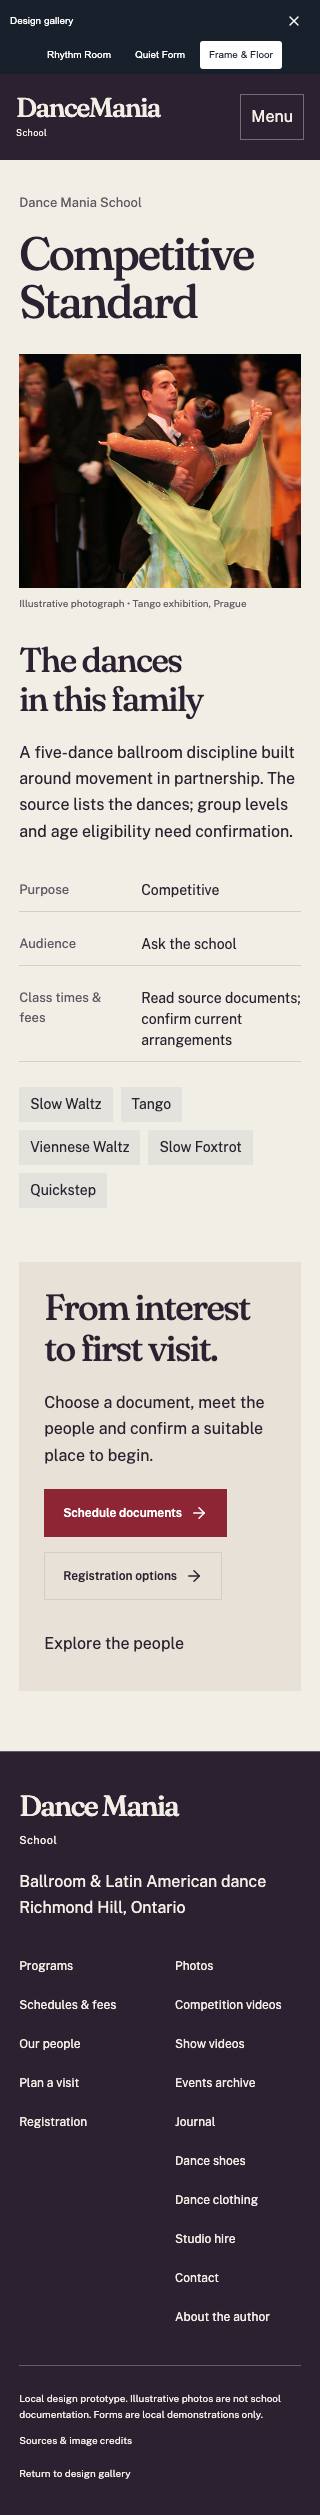 Design gallery
Rhythm Room Quiet Form Frame & Floor
DanceMania
School
Menu
Dance Mania School
Competitive
Standard
Illustrative photograph • Tango exhibition, Prague
The dances
in this family
A five-dance ballroom discipline built
around movement in partnership. The
source lists the dances; group levels
and age eligibility need confirmation.
Purpose Competitive
Audience Ask the school
Class times & Read source documents;
fees confirm current
arrangements
Slow Waltz Tango
Viennese Waltz Slow Foxtrot
Quickstep
From interest
to first visit.
Choose a document, meet the
people and confirm a suitable
place to begin.
Schedule documents
Registration options
Explore the people
Dance Mania
School
Ballroom & Latin American dance
Richmond Hill, Ontario
Programs
Schedules & fees
Our people
Plan a visit
Registration
Photos
Competition videos
Show videos
Events archive
Journal
Dance shoes
Dance clothing
Studio hire
Contact
About the author
Local design prototype. Illustrative photos are not school
documentation. Forms are local demonstrations only.
Sources & image credits
Return to design gallery